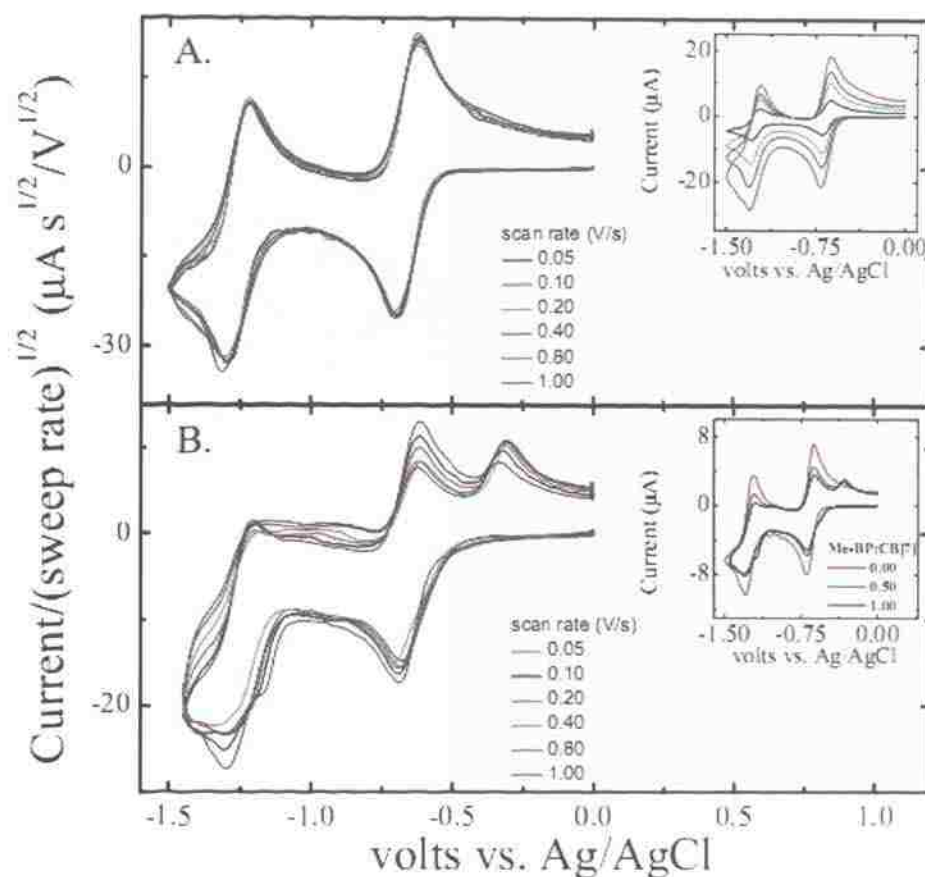 Current/(sweep rate)^1/2 (μA s^1/2/V^1/2)
A.
0
-30
scan rate (V/s)
0.05
0.10
0.20
0.40
0.80
1.00
Current (μA)
20
0
-20
-1.50 -0.75 0.00
volts vs. Ag/AgCl
B.
0
-20
scan rate (V/s)
0.05
0.10
0.20
0.40
0.80
1.00
Current (μA)
8
0
-8
Me-BP:CB[7]
0.00
0.50
1.00
-1.50 -0.75 0.00
volts vs. Ag/AgCl
-1.5 -1.0 -0.5 0.0 0.5 1.0
volts vs. Ag/AgCl